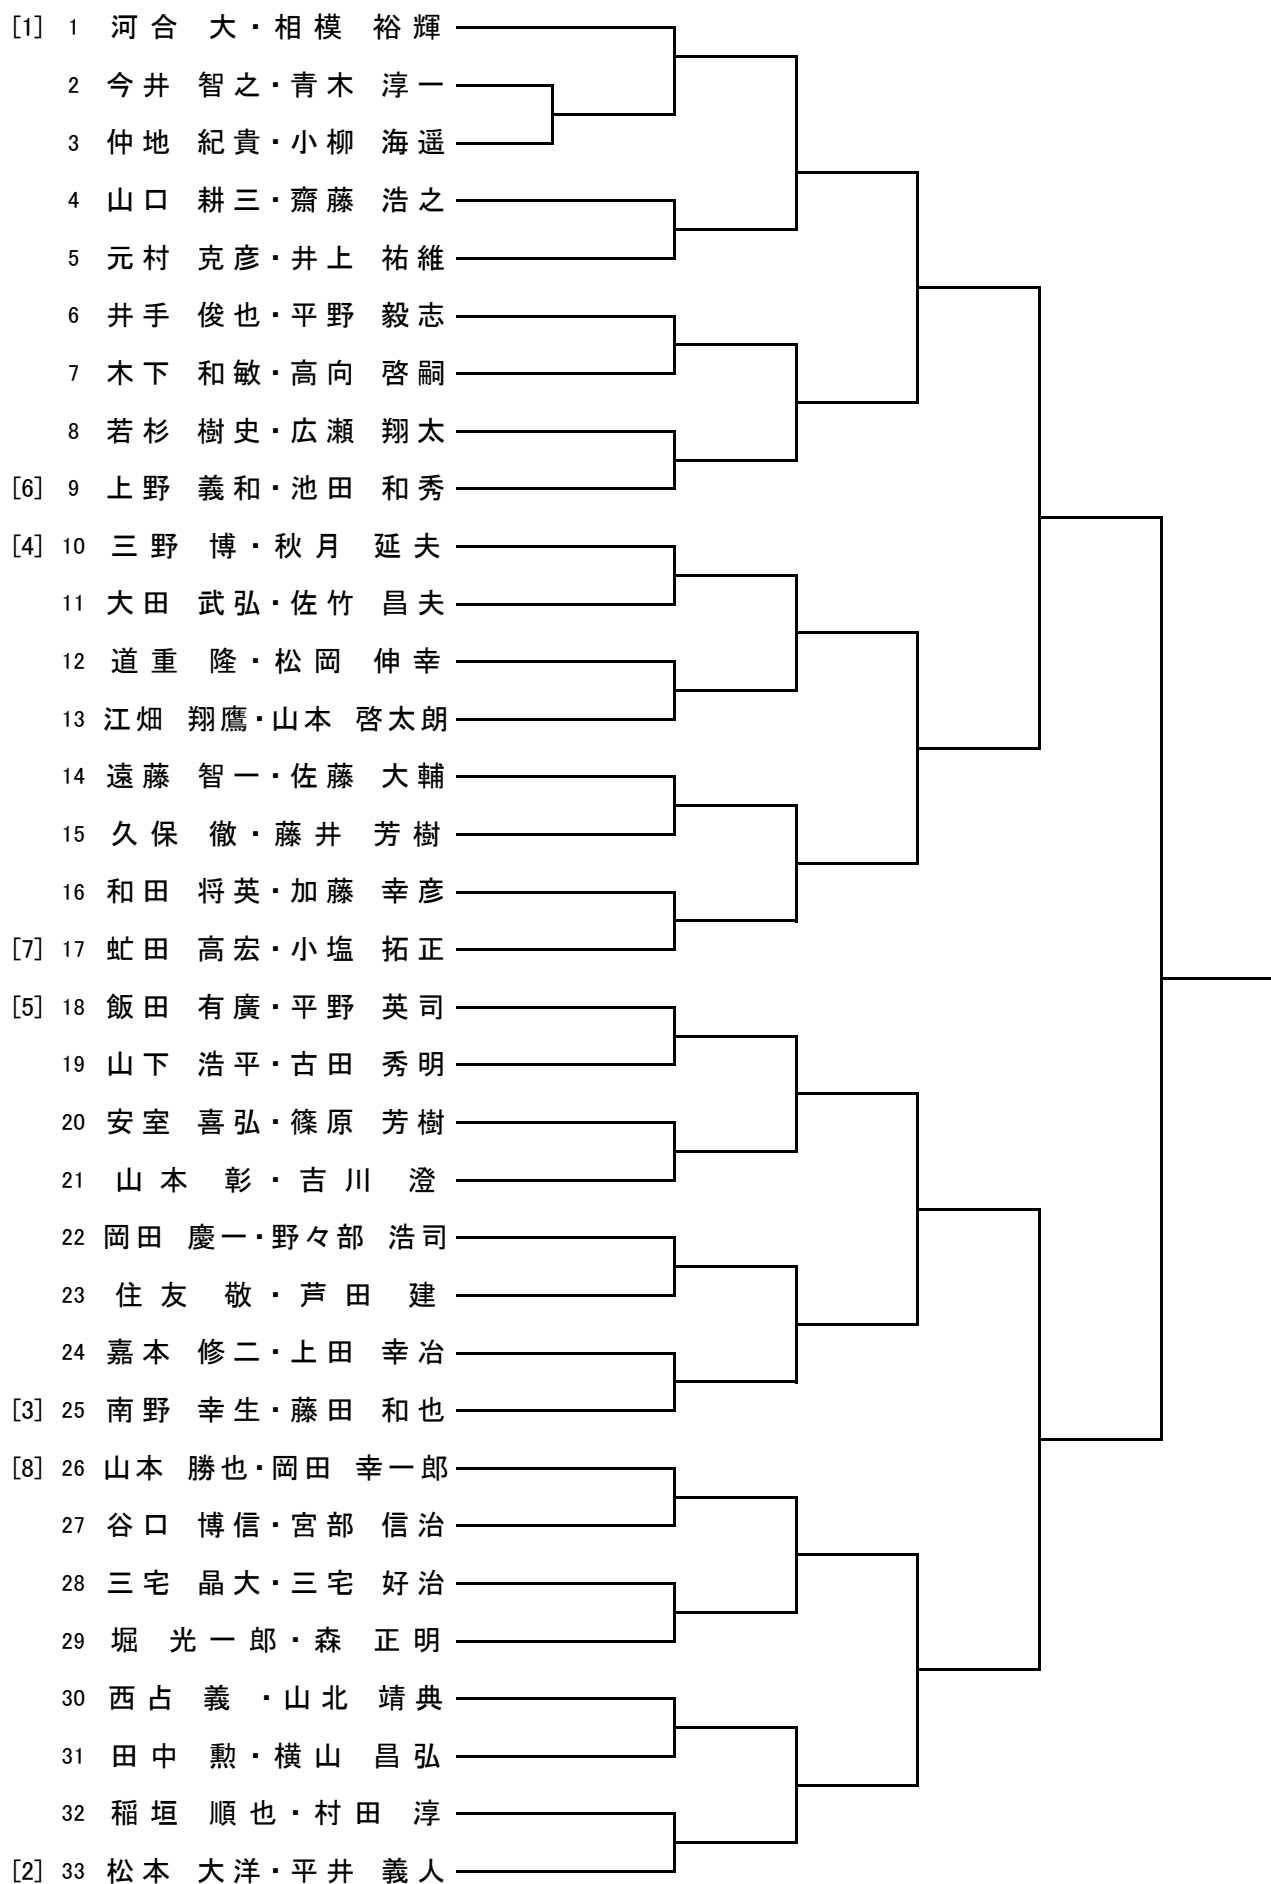 [1] 1 河合 大・相模 裕輝
2 今井 智之・青木 淳一
3 仲地 紀貴・小柳 海遥
4 山口 耕三・齋藤 浩之
5 元村 克彦・井上 祐維
6 井手 俊也・平野 毅志
7 木下 和敏・高向 啓嗣
8 若杉 樹史・広瀬 翔太
[6] 9 上野 義和・池田 和秀
[4] 10 三野 博・秋月 延夫
11 大田 武弘・佐竹 昌夫
12 道重 隆・松岡 伸幸
13 江畑 翔鷹・山本 啓太朗
14 遠藤 智一・佐藤 大輔
15 久保 徹・藤井 芳樹
16 和田 将英・加藤 幸彦
[7] 17 虻田 高宏・小塩 拓正
[5] 18 飯田 有廣・平野 英司
19 山下 浩平・古田 秀明
20 安室 喜弘・篠原 芳樹
21 山本 彰・吉川 澄
22 岡田 慶一・野々部 浩司
23 住友 敬・芦田 建
24 嘉本 修二・上田 幸冶
[3] 25 南野 幸生・藤田 和也
[8] 26 山本 勝也・岡田 幸一郎
27 谷口 博信・宮部 信治
28 三宅 晶大・三宅 好治
29 堀 光一郎・森 正明
30 西占 義 ・山北 靖典
31 田中 勲・横山 昌弘
32 稲垣 順也・村田 淳
[2] 33 松本 大洋・平井 義人